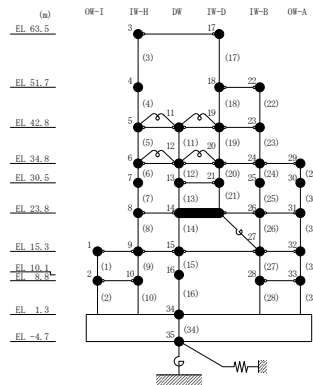 (m) OW-I IW-H DW IW-D IW-B OW-A
EL 63.5 3 17
(3) (17)
EL 51.7 4 18 22
(4) (18) (22)
EL 42.8 5 11 19 23
(5) (11) (19) (23)
EL 34.8 6 12 20 24 29
(6) (12) (20) (24) (2
EL 30.5 7 13 21 25 30
(7) (13) (21) (25) (3
EL 23.8 8 14 26 31
(8) (14) 27 (26) (3
EL 15.3 1 9 15 32
(1) (9) (27) (3
EL 10.1 16
EL 8.8 2 10 28 33
(2) (10) (16) (28) (3
EL 1.3 34
(34)
EL -4.7 35